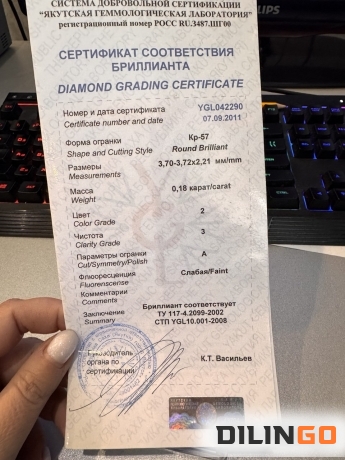 СИСТЕМА ДОБРОВОЛЬНОЙ СЕРТИФИКАЦИИ
"ЯКУТСКАЯ ГЕММОЛОГИЧЕСКАЯ ЛАБОРАТОРИЯ"
регистрационный номер РОСС RU.З487.ШГ00
PHILIPS
СЕРТИФИКАТ СООТВЕТСТВИЯ
БРИЛЛИАНТА
DIAMOND GRADING CERTIFICATE
Номер и дата сертификата YGL042290
Certificate number and date 07.09.2011
Форма огранки Кр-57
Shape and Cutting Style Round Brilliant
Размеры 3,70-3,72x2,21 мм/mm
Measurements
Масса 0,18 карат/carat
Weight
Цвет 2
Color Grade
Чистота 3
Clarity Grade
Параметры огранки А
Cut/Symmetry/Polish
Флюоресценция Слабая/Faint
Fluorenscense
Комментарии
Comments
Заключение Бриллиант соответствует
Summary ТУ 117-4.2099-2002
СТП YGL10.001-2008
Руководитель К.Т. Васильев
органа по
сертификации
DILINGO